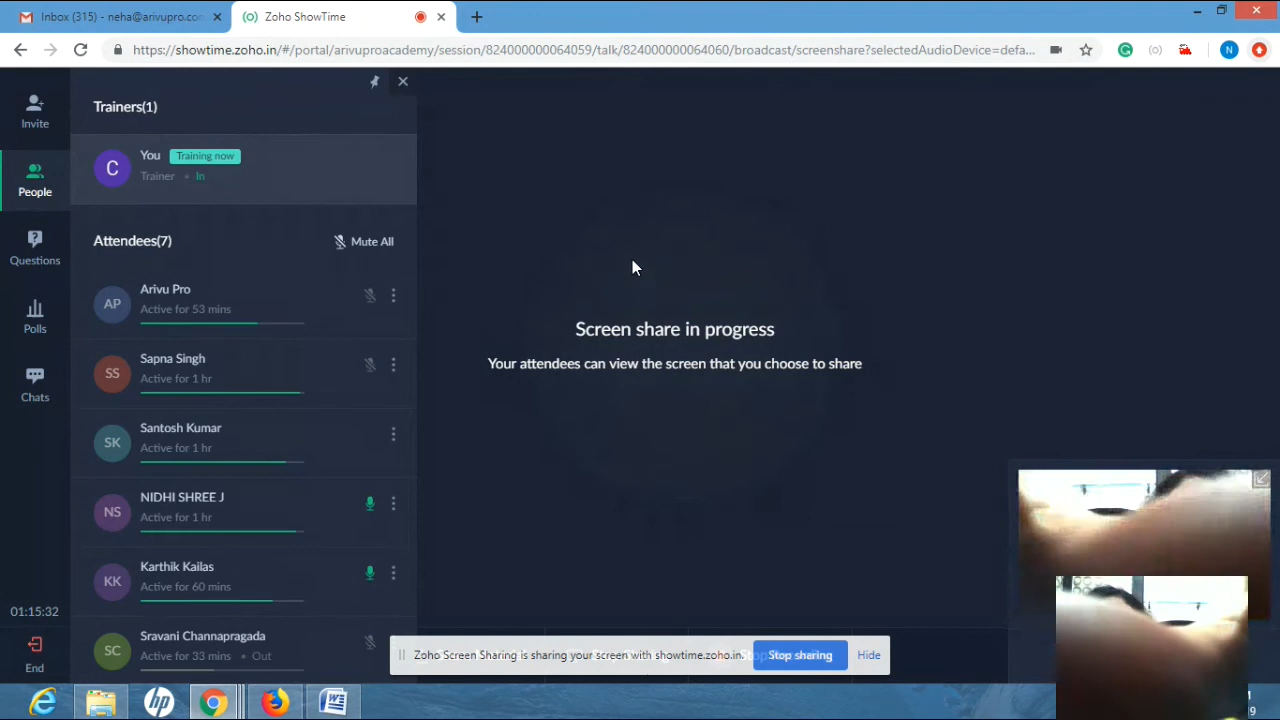 Inbox (315) - neha@arivupro.com
Zoho ShowTime
https://showtime.zoho.in/#/portal/arivuproacademy/session/824000000064059/talk/824000000064060/broadcast/screenshare?selectedAudioDevice=defa...
N
Invite
People
Questions
Polls
Chats
01:15:32
End
Trainers(1)
C
You
Training now
Trainer • In
Attendees(7)
Mute All
AP
Arivu Pro
Active for 53 mins
SS
Sapna Singh
Active for 1 hr
SK
Santosh Kumar
Active for 1 hr
NS
NIDHI SHREE J
Active for 1 hr
KK
Karthik Kailas
Active for 60 mins
SC
Sravani Channapragada
Active for 33 mins • Out
Screen share in progress
Your attendees can view the screen that you choose to share
Zoho Screen Sharing is sharing your screen with showtime.zoho.in.
Stop sharing
Hide